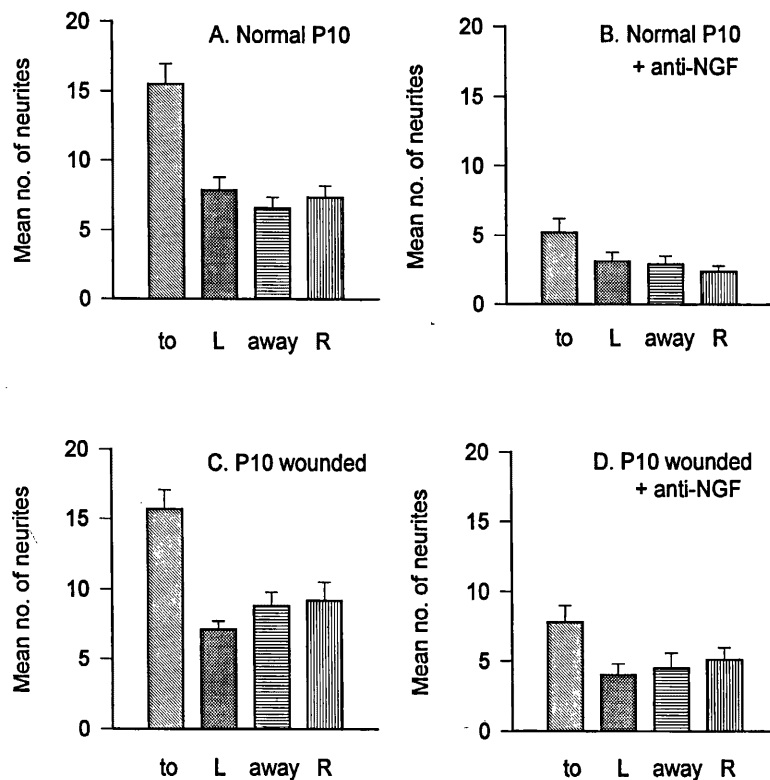 A. Normal P10
Mean no. of neurites
20
15
10
5
0
to L away R
B. Normal P10
+ anti-NGF
Mean no. of neurites
20
15
10
5
0
to L away R
C. P10 wounded
Mean no. of neurites
20
15
10
5
0
to L away R
D. P10 wounded
+ anti-NGF
Mean no. of neurites
20
15
10
5
0
to L away R